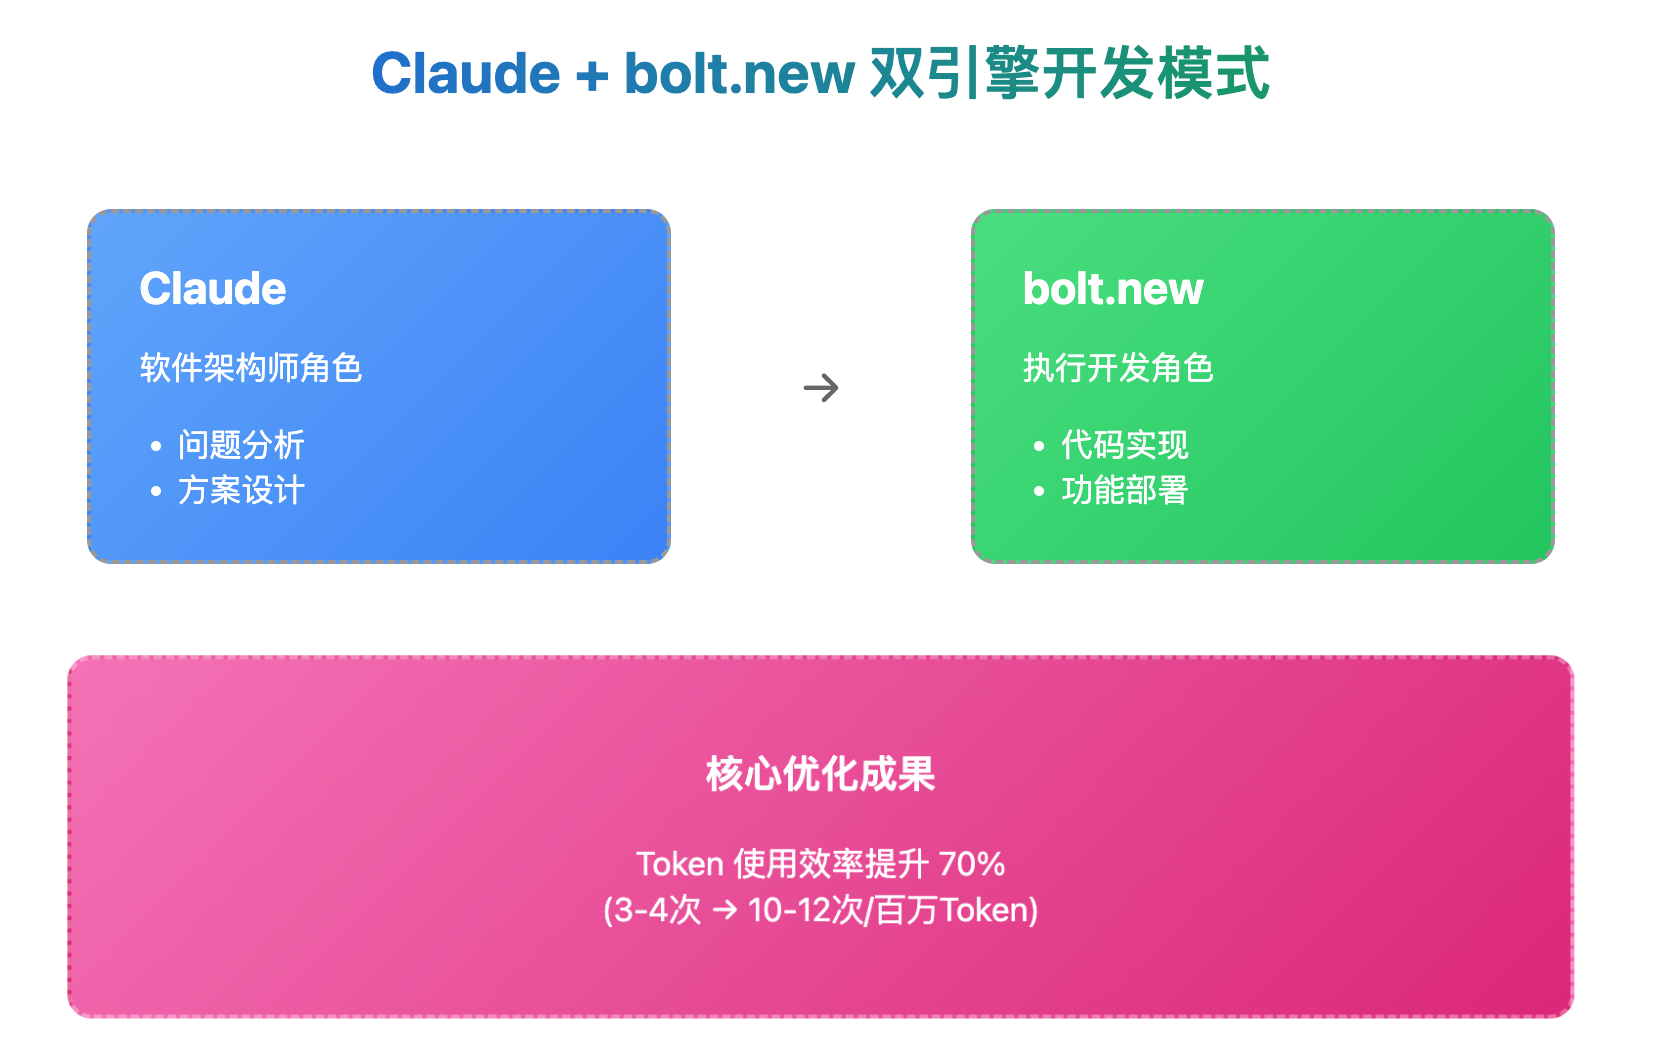 Claude + bolt.new 双引擎开发模式
Claude
软件架构师角色
• 问题分析
• 方案设计
→
bolt.new
执行开发角色
• 代码实现
• 功能部署
核心优化成果
Token 使用效率提升 70%
(3-4次 → 10-12次/百万Token)